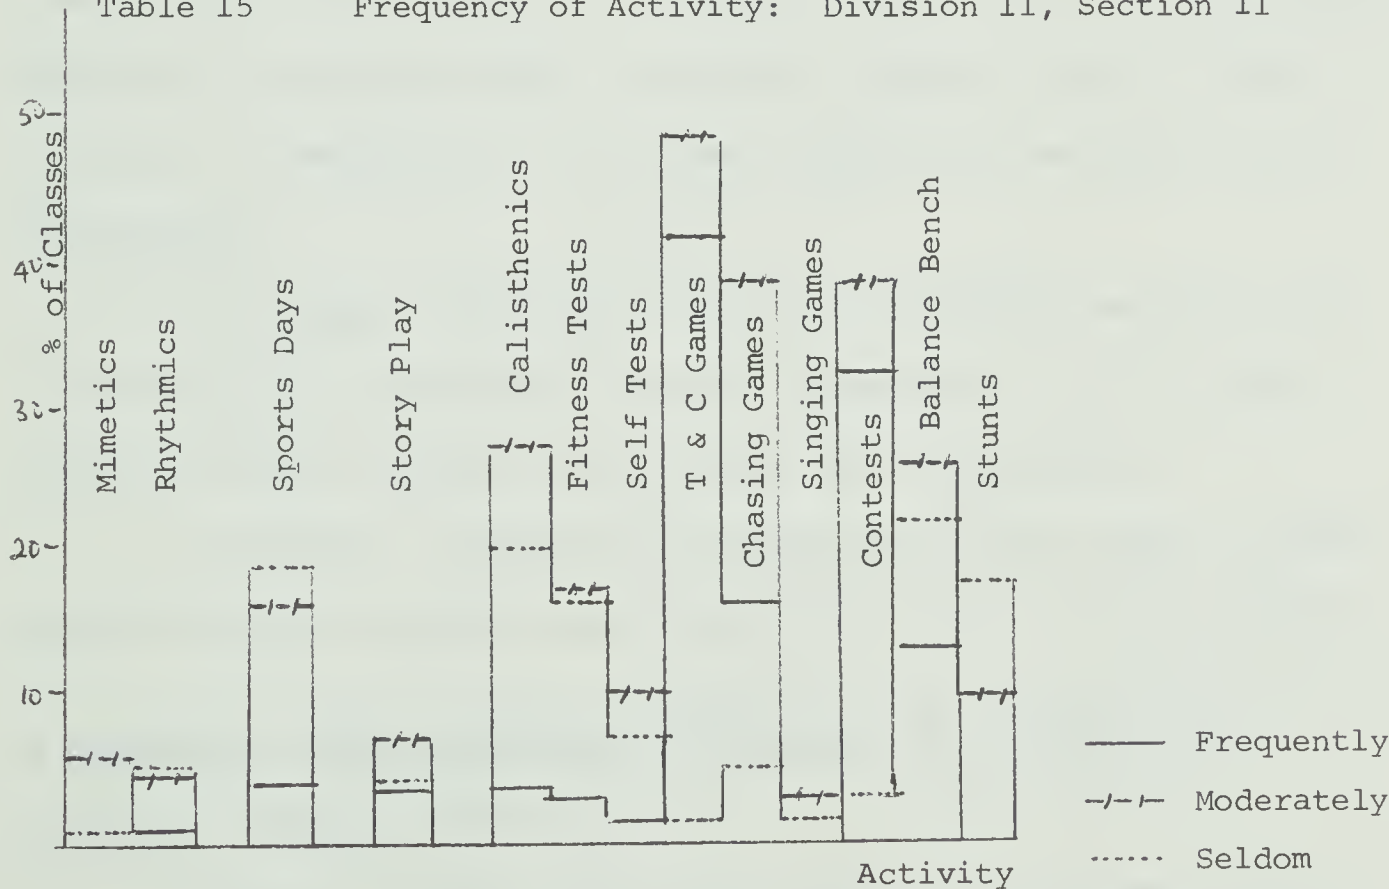 Table 15 Frequency of Activity: Division II, Section II
50
40
30
20
10
% of Classes
Mimetics
Rhythmics
Sports Days
Story Play
Calisthenics
Fitness Tests
Self Tests
T & C Games
Chasing Games
Singing Games
Contests
Balance Bench
Stunts
Frequently
Moderately
Seldom
Activity